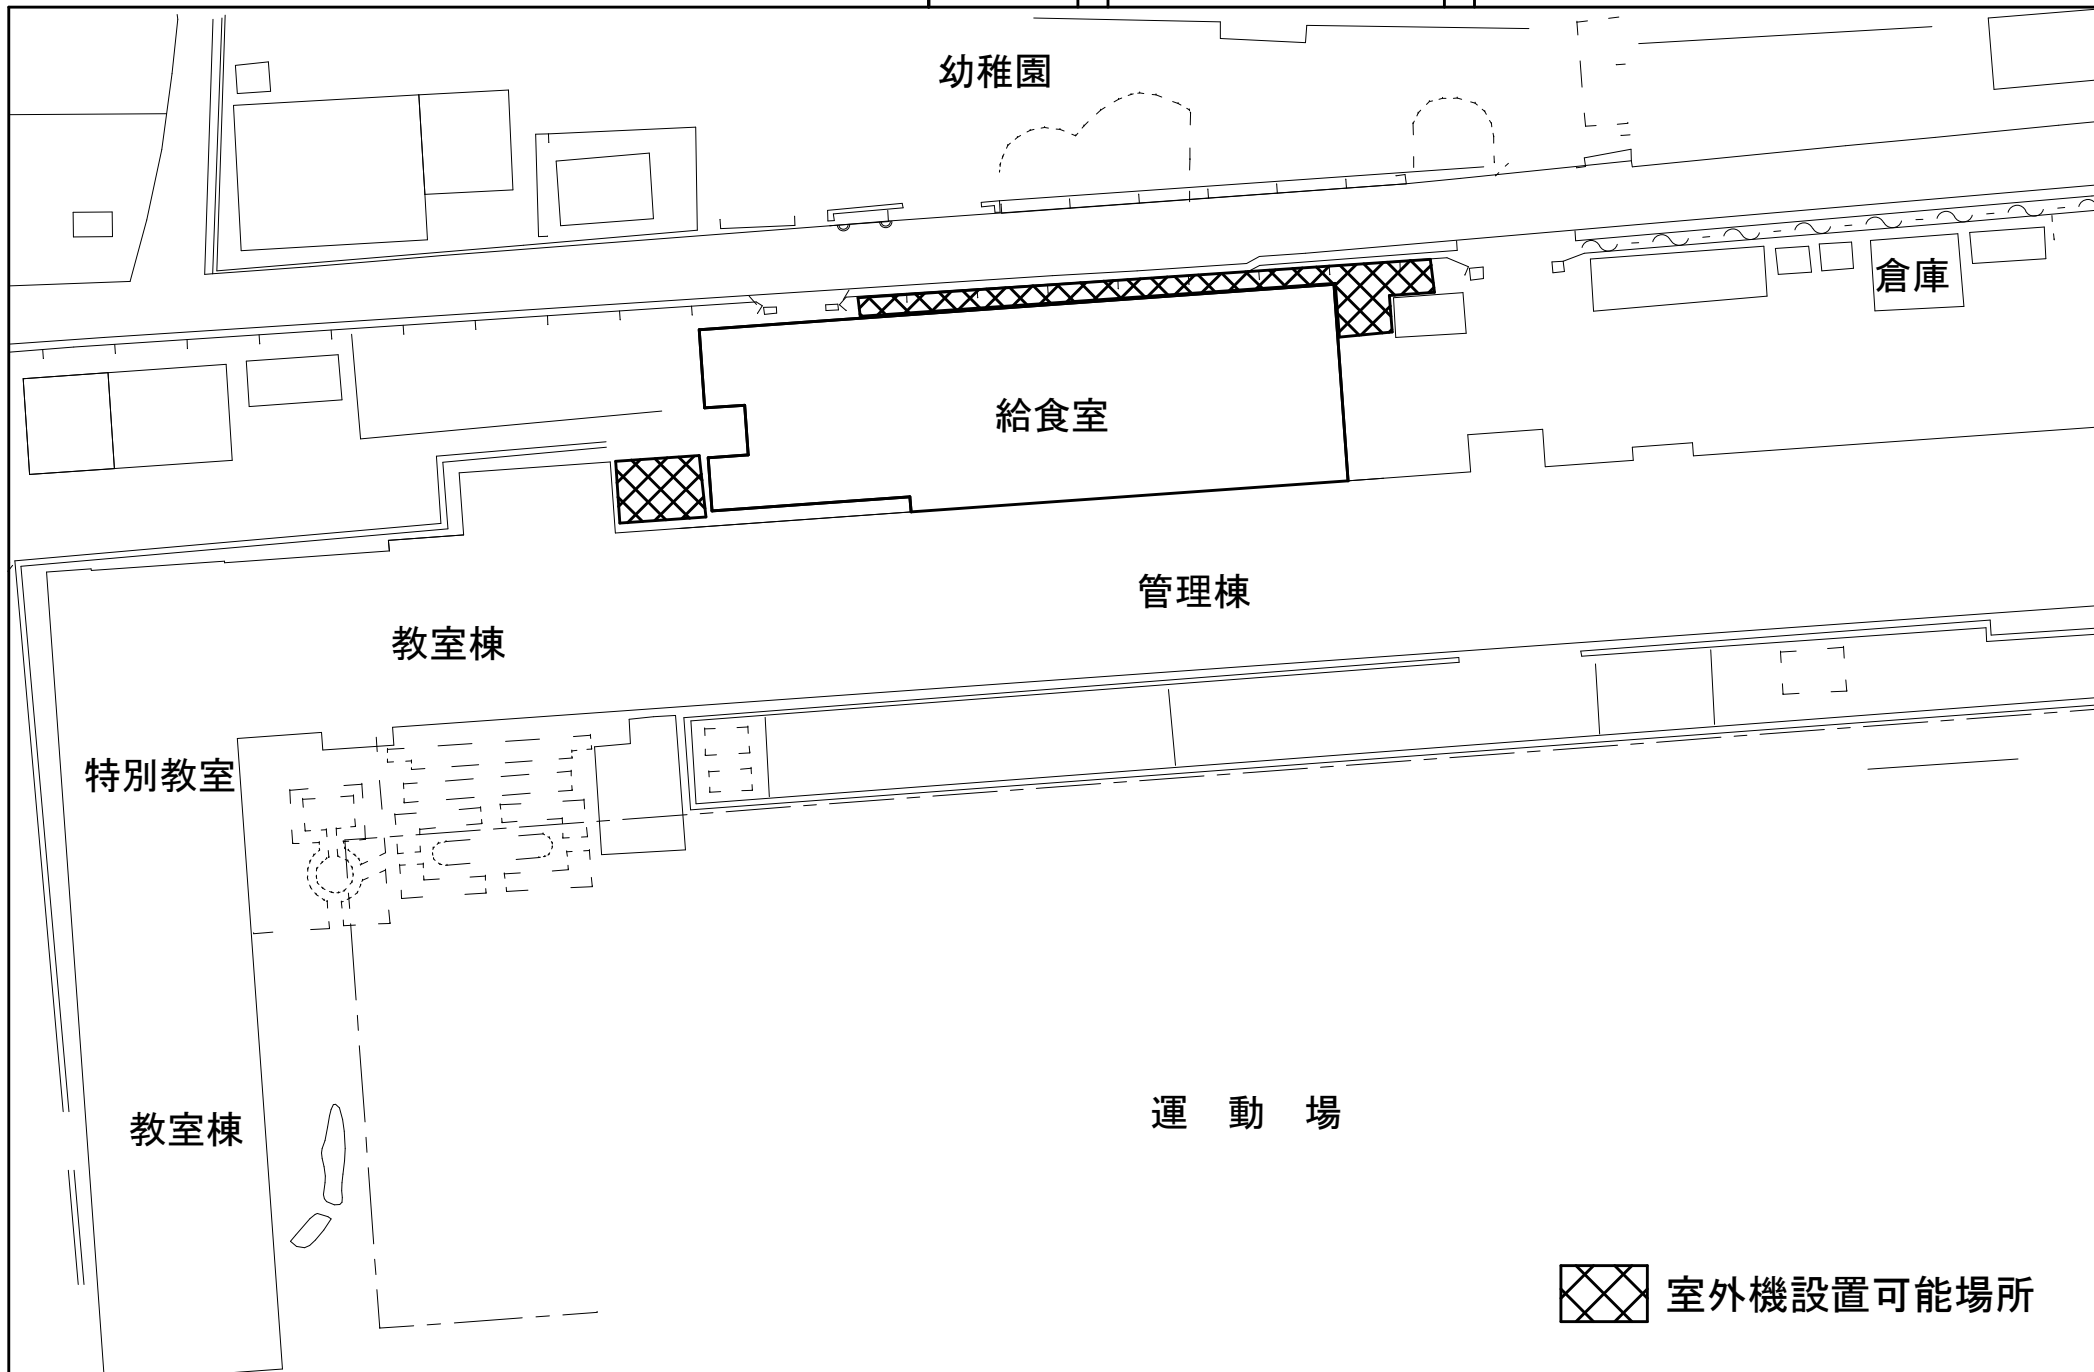 幼稚園
倉庫
給食室
管理棟
教室棟
特別教室
教室棟
運 動 場
室外機設置可能場所